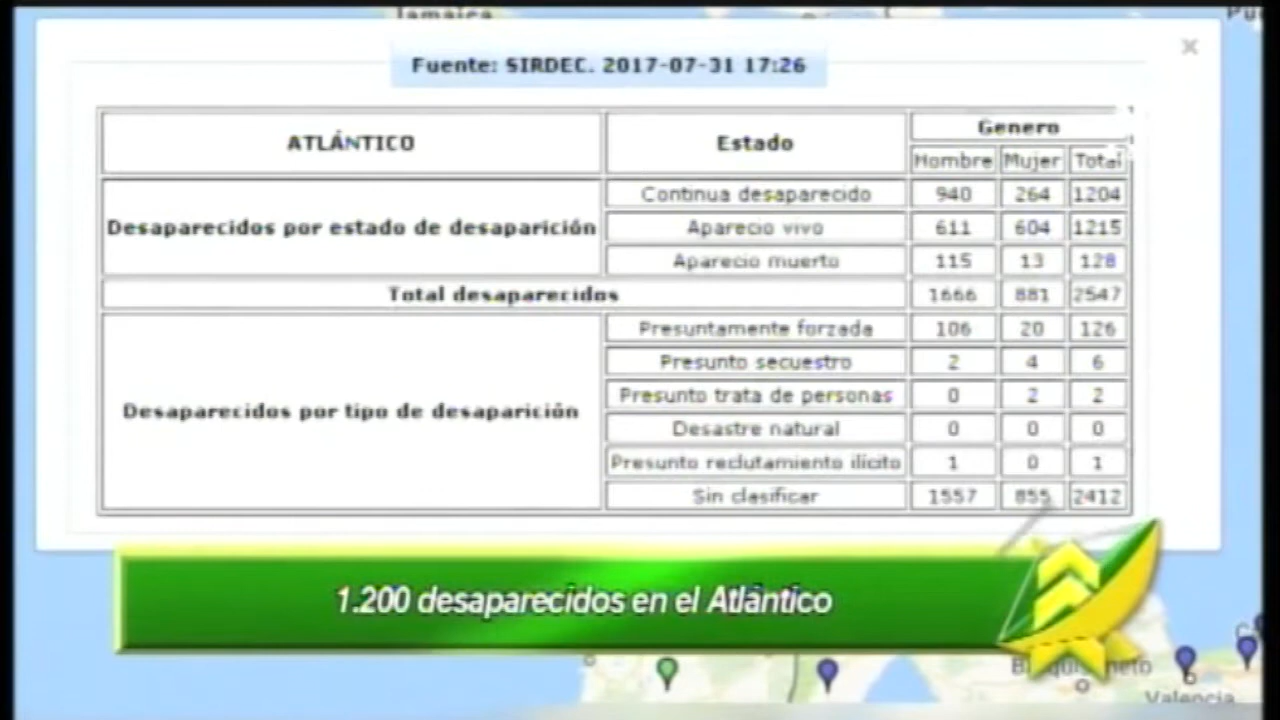 Jamaica
Fuente: SIRDEC. 2017-07-31 17:26
×
ATLÁNTICO Estado Genero
Hombre Mujer Total
Desaparecidos por estado de desaparición
Continua desaparecido 940 264 1204
Aparecio vivo 611 604 1215
Aparecio muerto 115 13 128
Total desaparecidos 1666 881 2547
Desaparecidos por tipo de desaparición
Presuntamente forzada 106 20 126
Presunto secuestro 2 4 6
Presunto trata de personas 0 2 2
Desastre natural 0 0 0
Presunto reclutamiento ilícito 1 0 1
Sin clasificar 1557 855 2412
1.200 desaparecidos en el Atlántico
Valencia